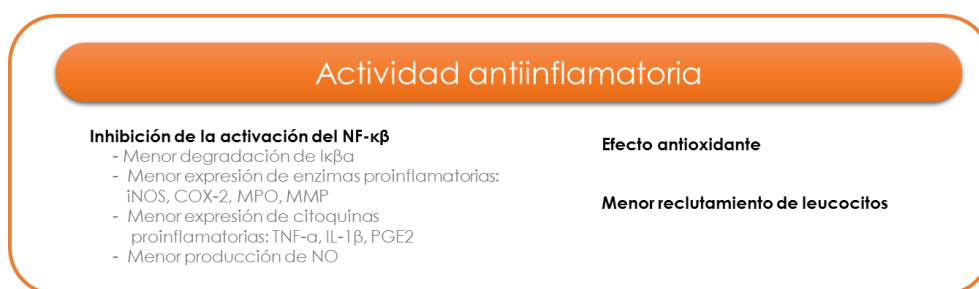 Actividad antiinflamatoria
Inhibición de la activación del NF-κβ
- Menor degradación de Iκβα
- Menor expresión de enzimas proinflamatorias:
iNOS, COX-2, MPO, MMP
- Menor expresión de citoquinas
proinflamatorias: TNF-α, IL-1β, PGE2
- Menor producción de NO
Efecto antioxidante
Menor reclutamiento de leucocitos